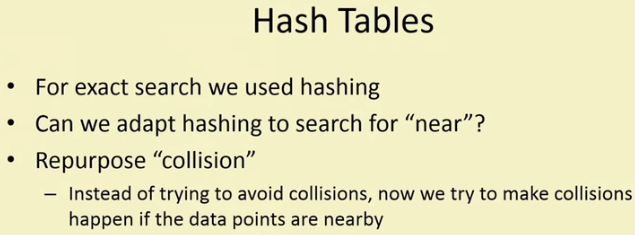 Hash Tables
• For exact search we used hashing
• Can we adapt hashing to search for “near”?
• Repurpose “collision”
– Instead of trying to avoid collisions, now we try to make collisions
happen if the data points are nearby